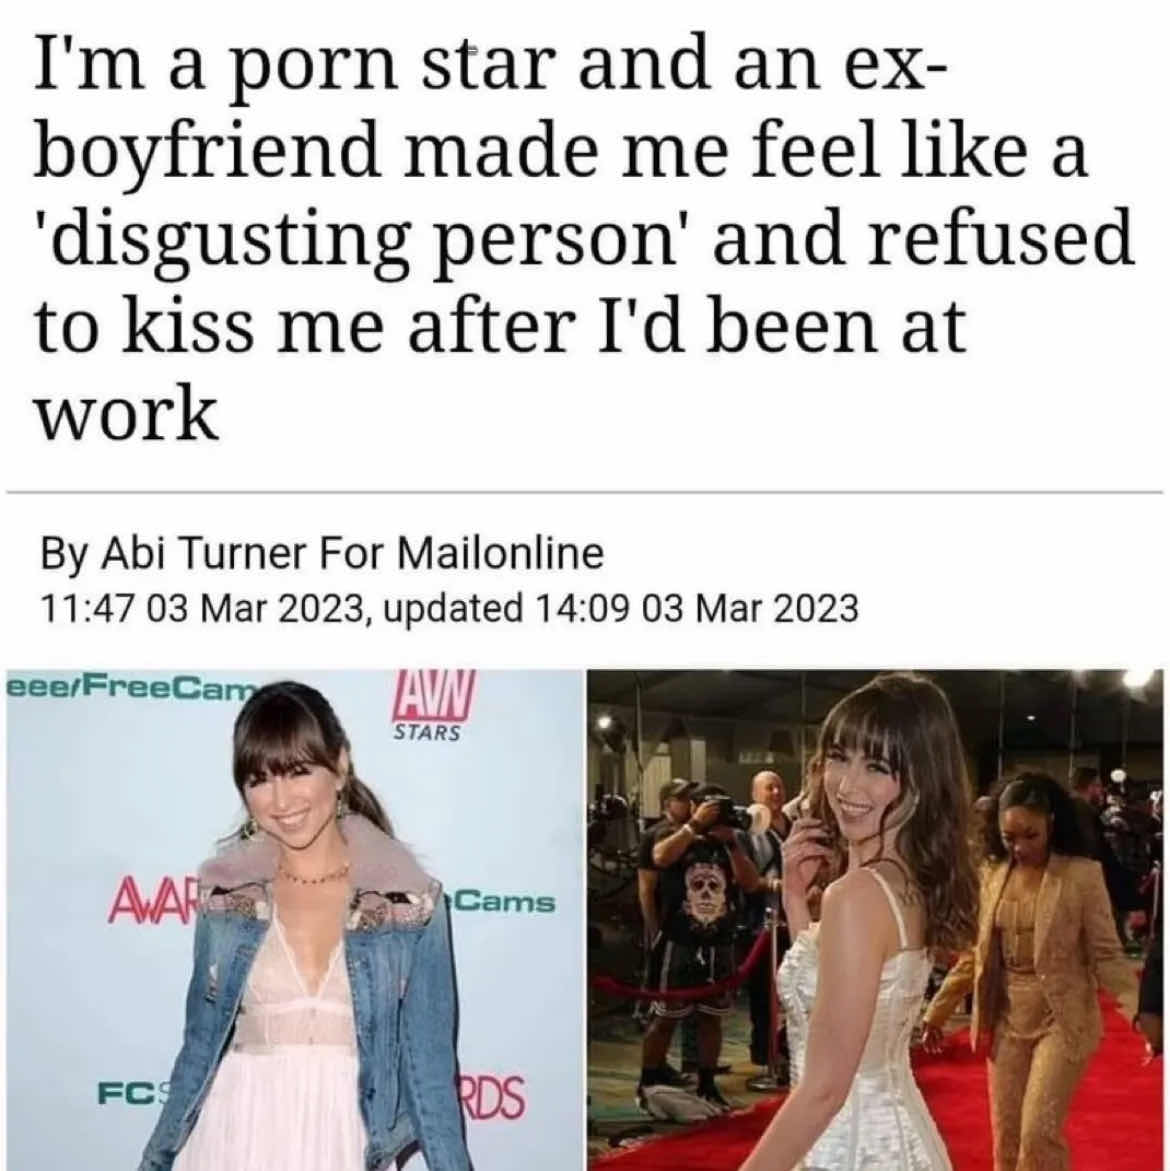 I'm a porn star and an ex-
boyfriend made me feel like a
'disgusting person' and refused
to kiss me after I'd been at
work
By Abi Turner For Mailonline
11:47 03 Mar 2023, updated 14:09 03 Mar 2023
eee/FreeCam
AVN
STARS
AWAR
Cams
FCS
RDS